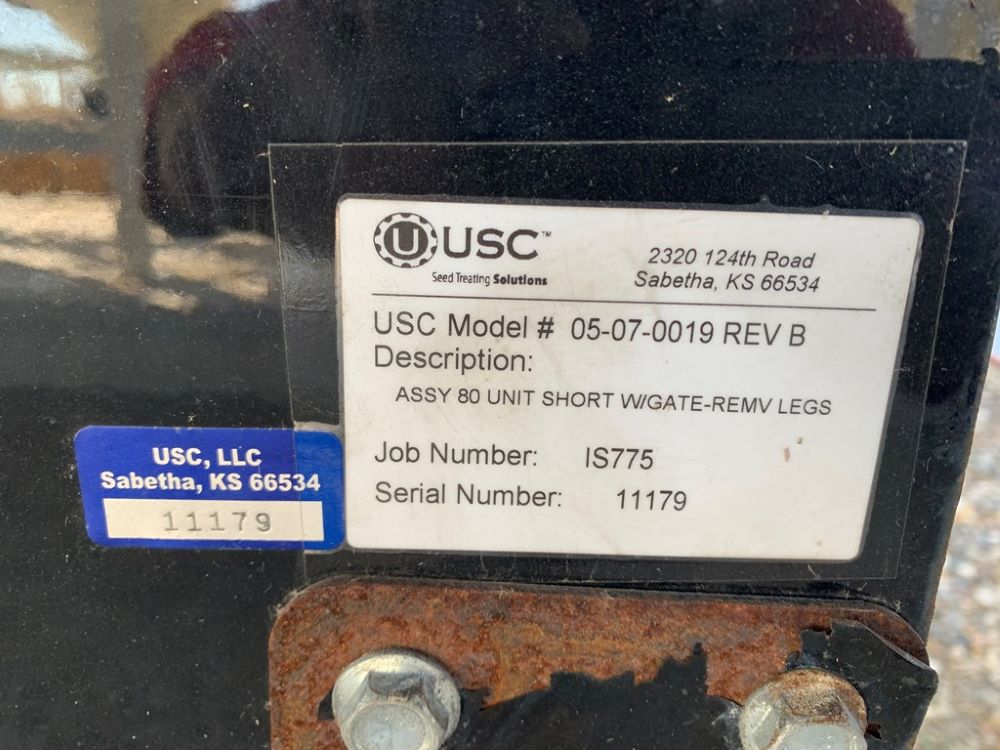 U USC™
Seed Treating Solutions
2320 124th Road
Sabetha, KS 66534
USC Model # 05-07-0019 REV B
Description:
ASSY 80 UNIT SHORT W/GATE-REMV LEGS
Job Number: IS775
Serial Number: 11179
USC, LLC
Sabetha, KS 66534
11179